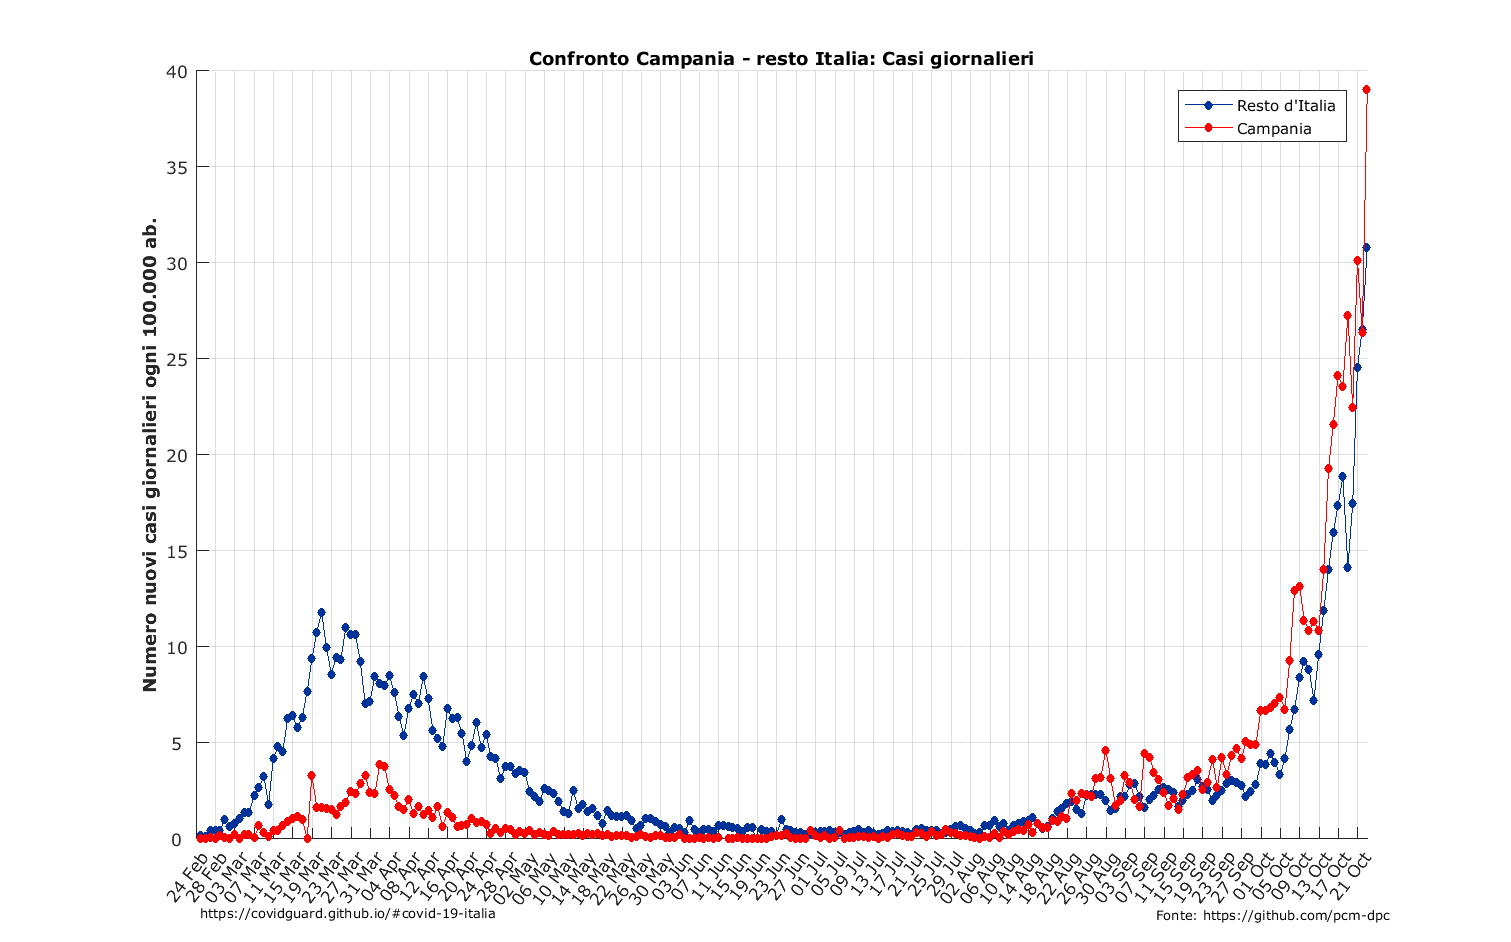 Confronto Campania - resto Italia: Casi giornalieri
Resto d'Italia
Campania
Numero nuovi casi giornalieri ogni 100.000 ab.
40
35
30
25
20
15
10
5
0
24 Feb
28 Feb
03 Mar
07 Mar
11 Mar
15 Mar
19 Mar
23 Mar
27 Mar
31 Mar
04 Apr
08 Apr
12 Apr
16 Apr
20 Apr
24 Apr
28 Apr
02 May
06 May
10 May
14 May
18 May
22 May
26 May
30 May
03 Jun
07 Jun
11 Jun
15 Jun
19 Jun
23 Jun
27 Jun
01 Jul
05 Jul
09 Jul
13 Jul
17 Jul
21 Jul
25 Jul
29 Jul
02 Aug
06 Aug
10 Aug
14 Aug
18 Aug
22 Aug
26 Aug
30 Aug
03 Sep
07 Sep
11 Sep
15 Sep
19 Sep
23 Sep
27 Sep
01 Oct
05 Oct
09 Oct
13 Oct
17 Oct
21 Oct
https://covidguard.github.io/#covid-19-italia
Fonte: https://github.com/pcm-dpc